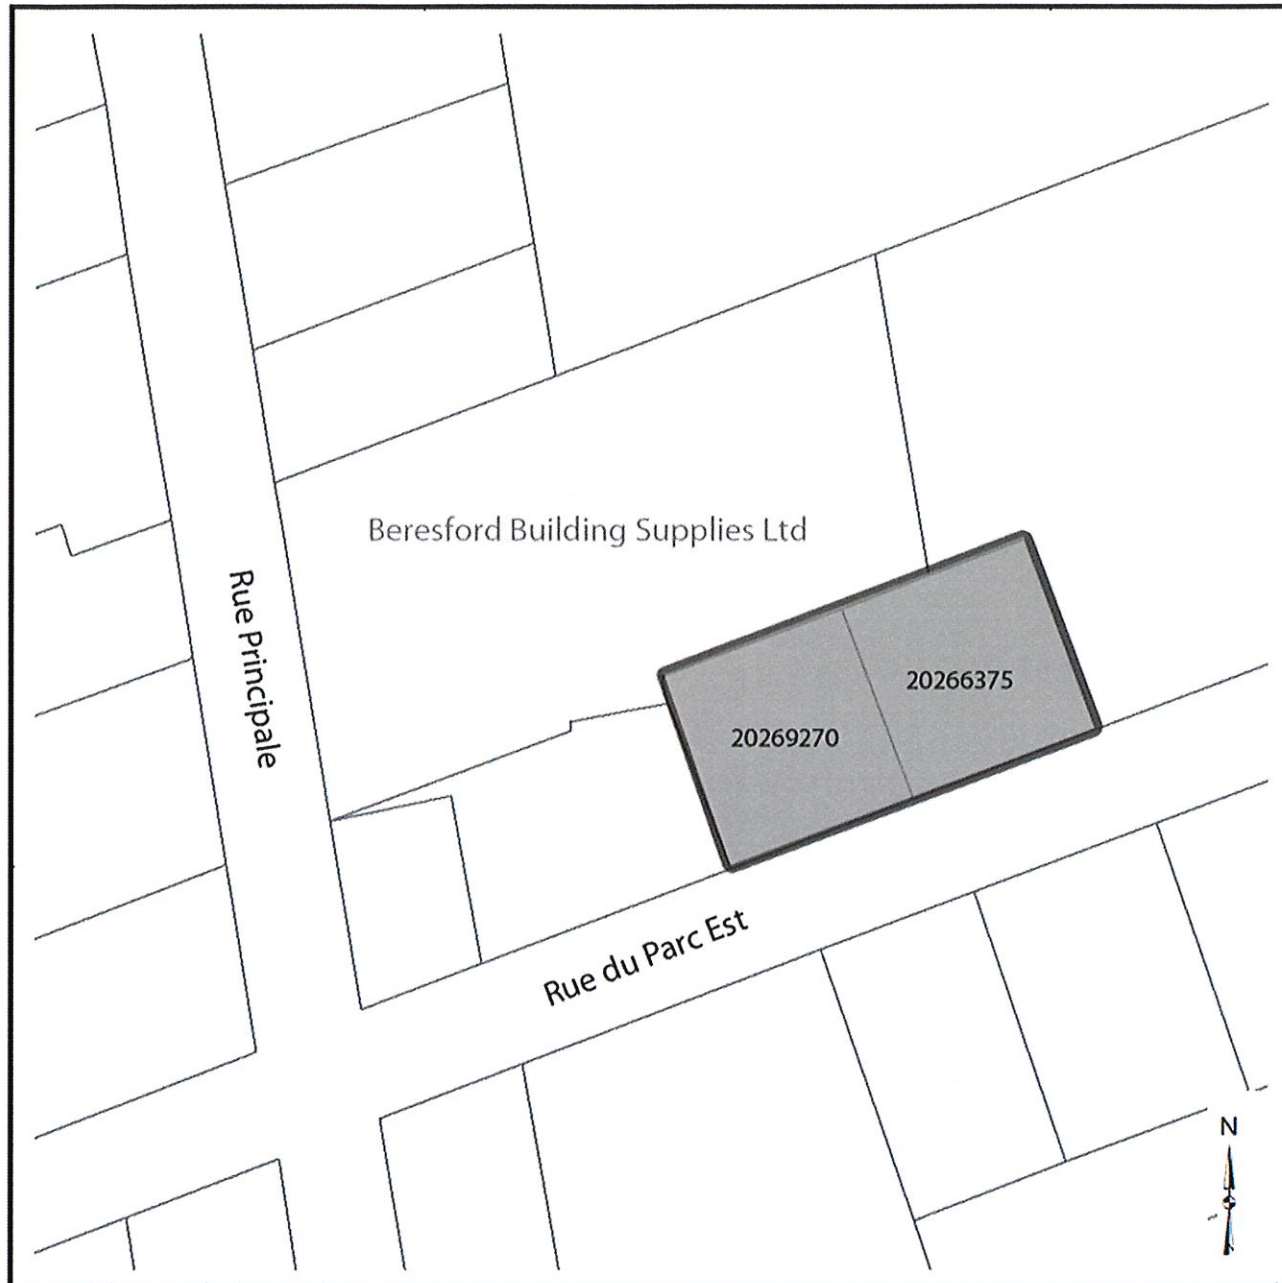 Beresford Building Supplies Ltd
Rue Principale
20266375
20269270
Rue du Parc Est
N